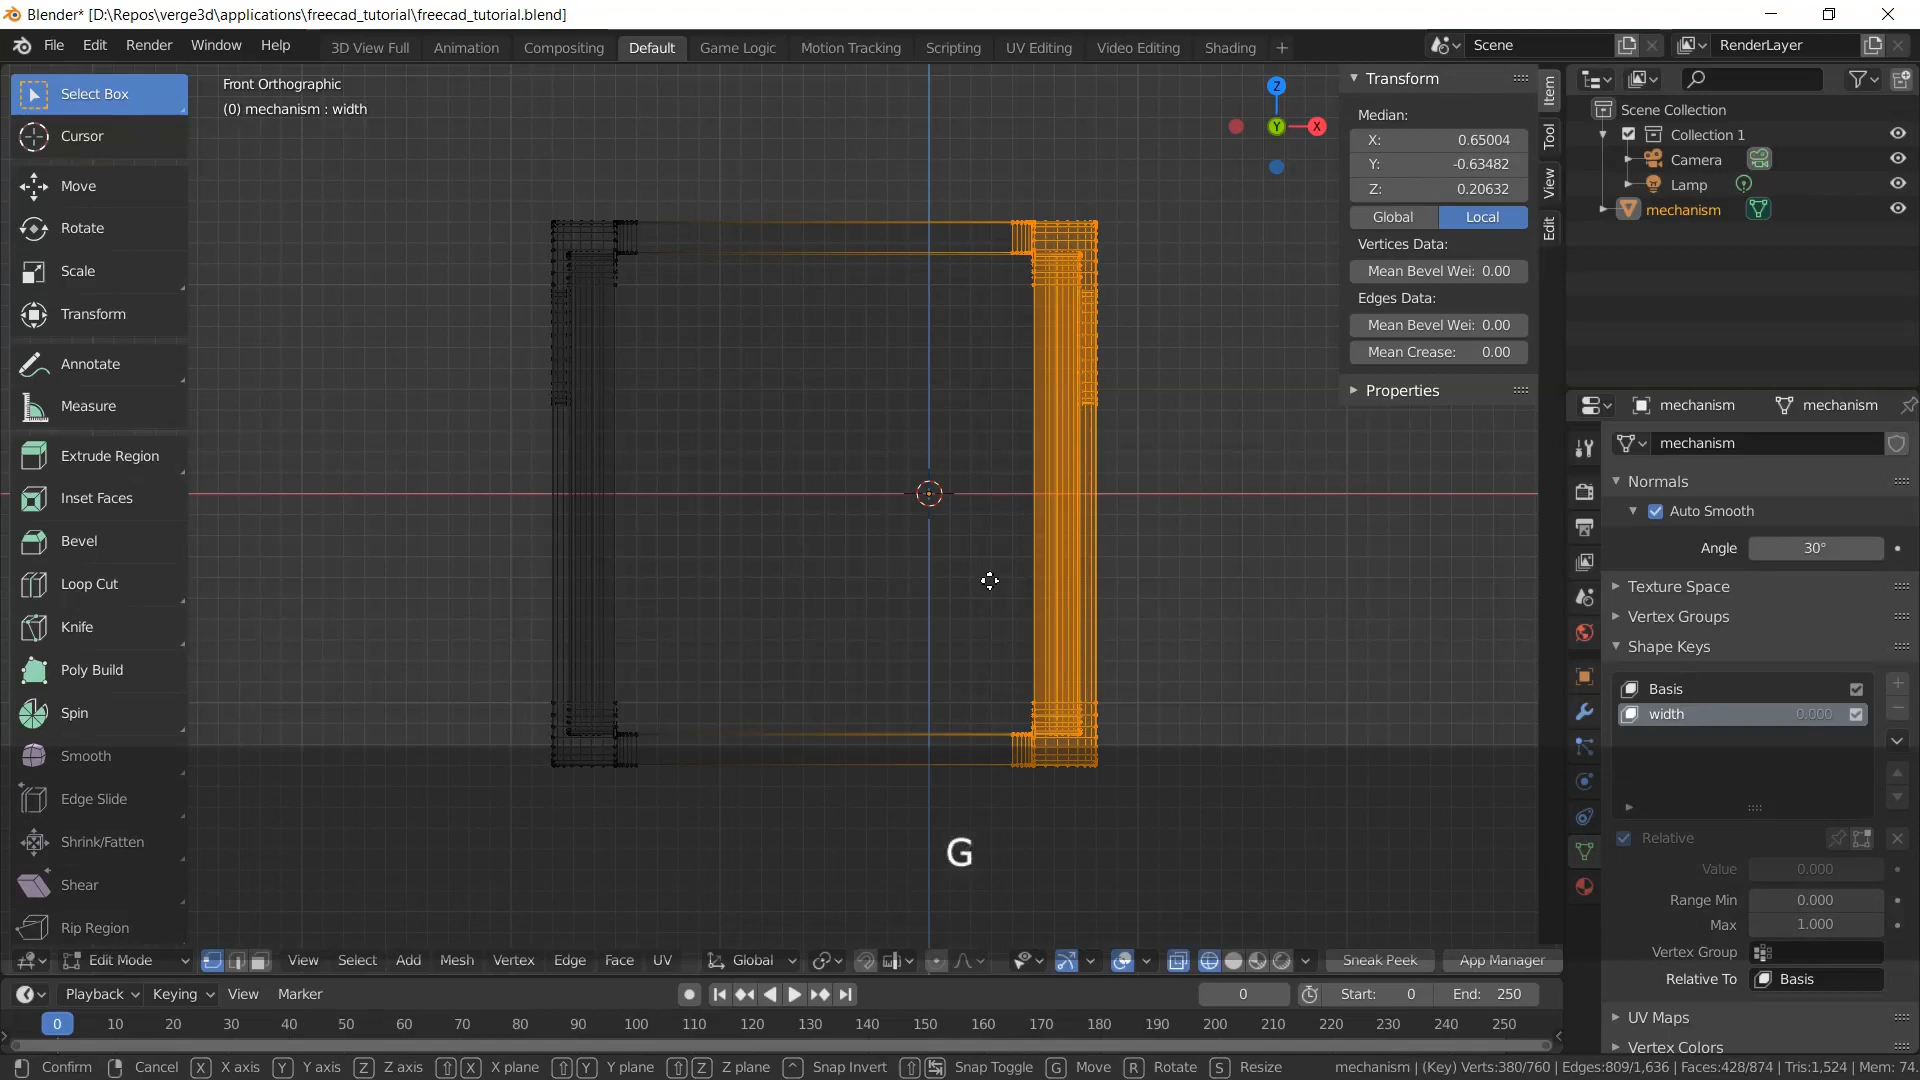 Blender* [D:\Repos\verge3d\applications\freecad_tutorial\freecad_tutorial.blend]
File Edit Render Window Help 3D View Full Animation Compositing Default Game Logic Motion Tracking Scripting UV Editing Video Editing Shading + Scene RenderLayer
Select Box
Cursor
Move
Rotate
Scale
Transform
Annotate
Measure
Extrude Region
Inset Faces
Bevel
Loop Cut
Knife
Poly Build
Spin
Smooth
Edge Slide
Shrink/Fatten
Shear
Rip Region
Front Orthographic
(0) mechanism : width
Z
Y
X
G
Transform
Median:
X: 0.65004
Y: -0.63482
Z: 0.20632
Global Local
Vertices Data:
Mean Bevel Wei: 0.00
Edges Data:
Mean Bevel Wei: 0.00
Mean Crease: 0.00
Properties
Item
Tool
View
Edit
Scene Collection
Collection 1
Camera
Lamp
mechanism
mechanism mechanism
mechanism
Normals
Auto Smooth
Angle 30°
Texture Space
Vertex Groups
Shape Keys
Basis
width 0.000
Relative
Value 0.000
Range Min 0.000
Max 1.000
Vertex Group
Relative To Basis
UV Maps
Vertex Colors
Edit Mode View Select Add Mesh Vertex Edge Face UV Global Sneak Peek App Manager
Playback Keying View Marker 0 Start: 0 End: 250
0 10 20 30 40 50 60 70 80 90 100 110 120 130 140 150 160 170 180 190 200 210 220 230 240 250
Confirm Cancel X X axis Y Y axis Z Z axis X X plane Y Y plane Z Z plane ^ Snap Invert Snap Toggle G Move R Rotate S Resize mechanism | (Key) Verts:380/760 | Edges:809/1,636 | Faces:428/874 | Tris:1,524 | Mem: 74.